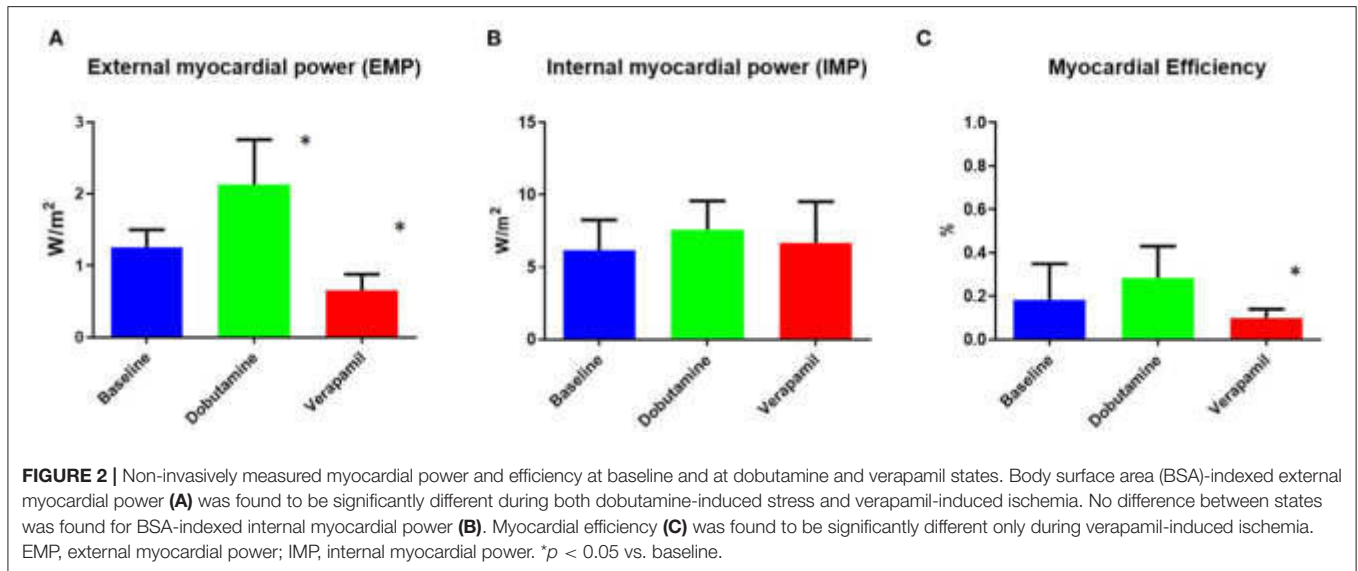 A
External myocardial power (EMP)
3
2
1
0
W/m²
*
*
Baseline
Dobutamine
Verapamil
B
Internal myocardial power (IMP)
15
10
5
0
W/m²
Baseline
Dobutamine
Verapamil
C
Myocardial Efficiency
1.0
0.8
0.6
0.4
0.2
0.0
%
*
Baseline
Dobutamine
Verapamil
FIGURE 2 | Non-invasively measured myocardial power and efficiency at baseline and at dobutamine and verapamil states. Body surface area (BSA)-indexed external
myocardial power (A) was found to be significantly different during both dobutamine-induced stress and verapamil-induced ischemia. No difference between states
was found for BSA-indexed internal myocardial power (B). Myocardial efficiency (C) was found to be significantly different only during verapamil-induced ischemia.
EMP, external myocardial power; IMP, internal myocardial power. *p < 0.05 vs. baseline.